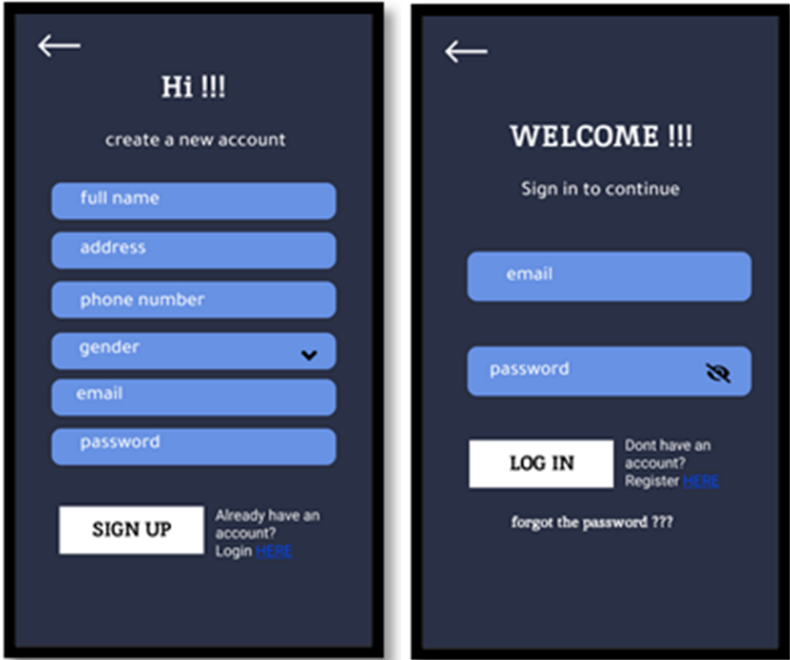 Hi !!!
create a new account
full name
address
phone number
gender
email
password
SIGN UP
Already have an
account?
Login HERE
WELCOME !!!
Sign in to continue
email
password
LOG IN
Dont have an
account?
Register HERE
forgot the password ???